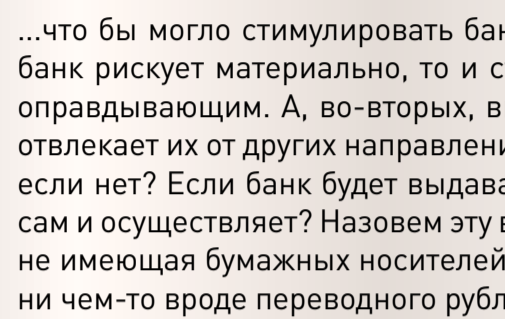 ...что бы могло стимулировать бан
банк рискует материально, то и с
оправдывающим. А, во-вторых, в
отвлекает их от других направлени
если нет? Если банк будет выдава
сам и осуществляет? Назовем эту в
не имеющая бумажных носителей
ни чем-то вроде переводного рубл